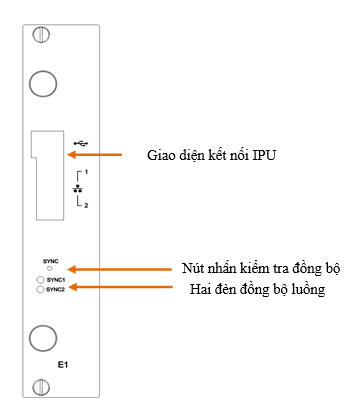 1
Giao diện kết nối IPU
2
SYNC
Nút nhấn kiểm tra đồng bộ
SYNC1
SYNC2
Hai đèn đồng bộ luồng
E1